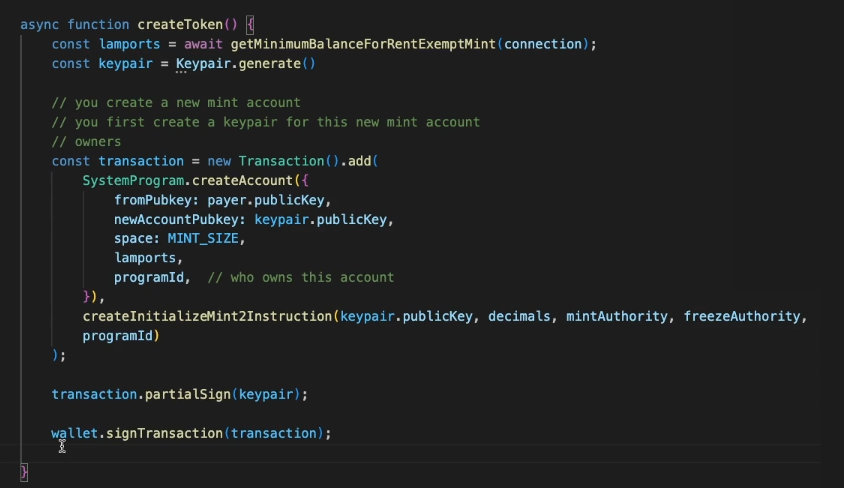 async function createToken() {
const lamports = await getMinimumBalanceForRentExemptMint(connection);
const keypair = Keypair.generate()
// you create a new mint account
// you first create a keypair for this new mint account
// owners
const transaction = new Transaction().add(
SystemProgram.createAccount({
fromPubkey: payer.publicKey,
newAccountPubkey: keypair.publicKey,
space: MINT_SIZE,
lamports,
programId,  // who owns this account
}),
createInitializeMint2Instruction(keypair.publicKey, decimals, mintAuthority, freezeAuthority,
programId)
);
transaction.partialSign(keypair);
wallet.signTransaction(transaction);
}